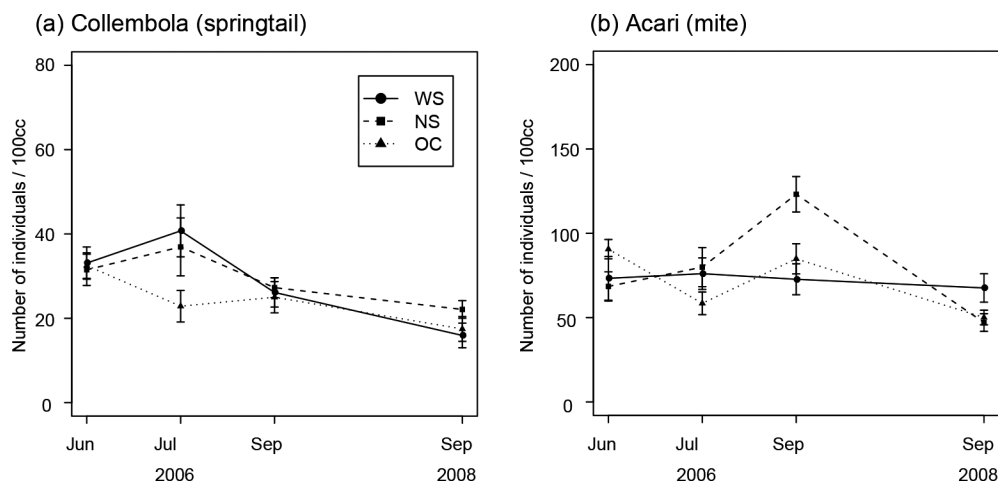 (a) Collembola (springtail)
Number of individuals / 100cc
80
60
40
20
0
WS
NS
OC
Jun
Jul
Sep
Sep
2006
2008
(b) Acari (mite)
Number of individuals / 100cc
200
150
100
50
0
Jun
Jul
Sep
Sep
2006
2008